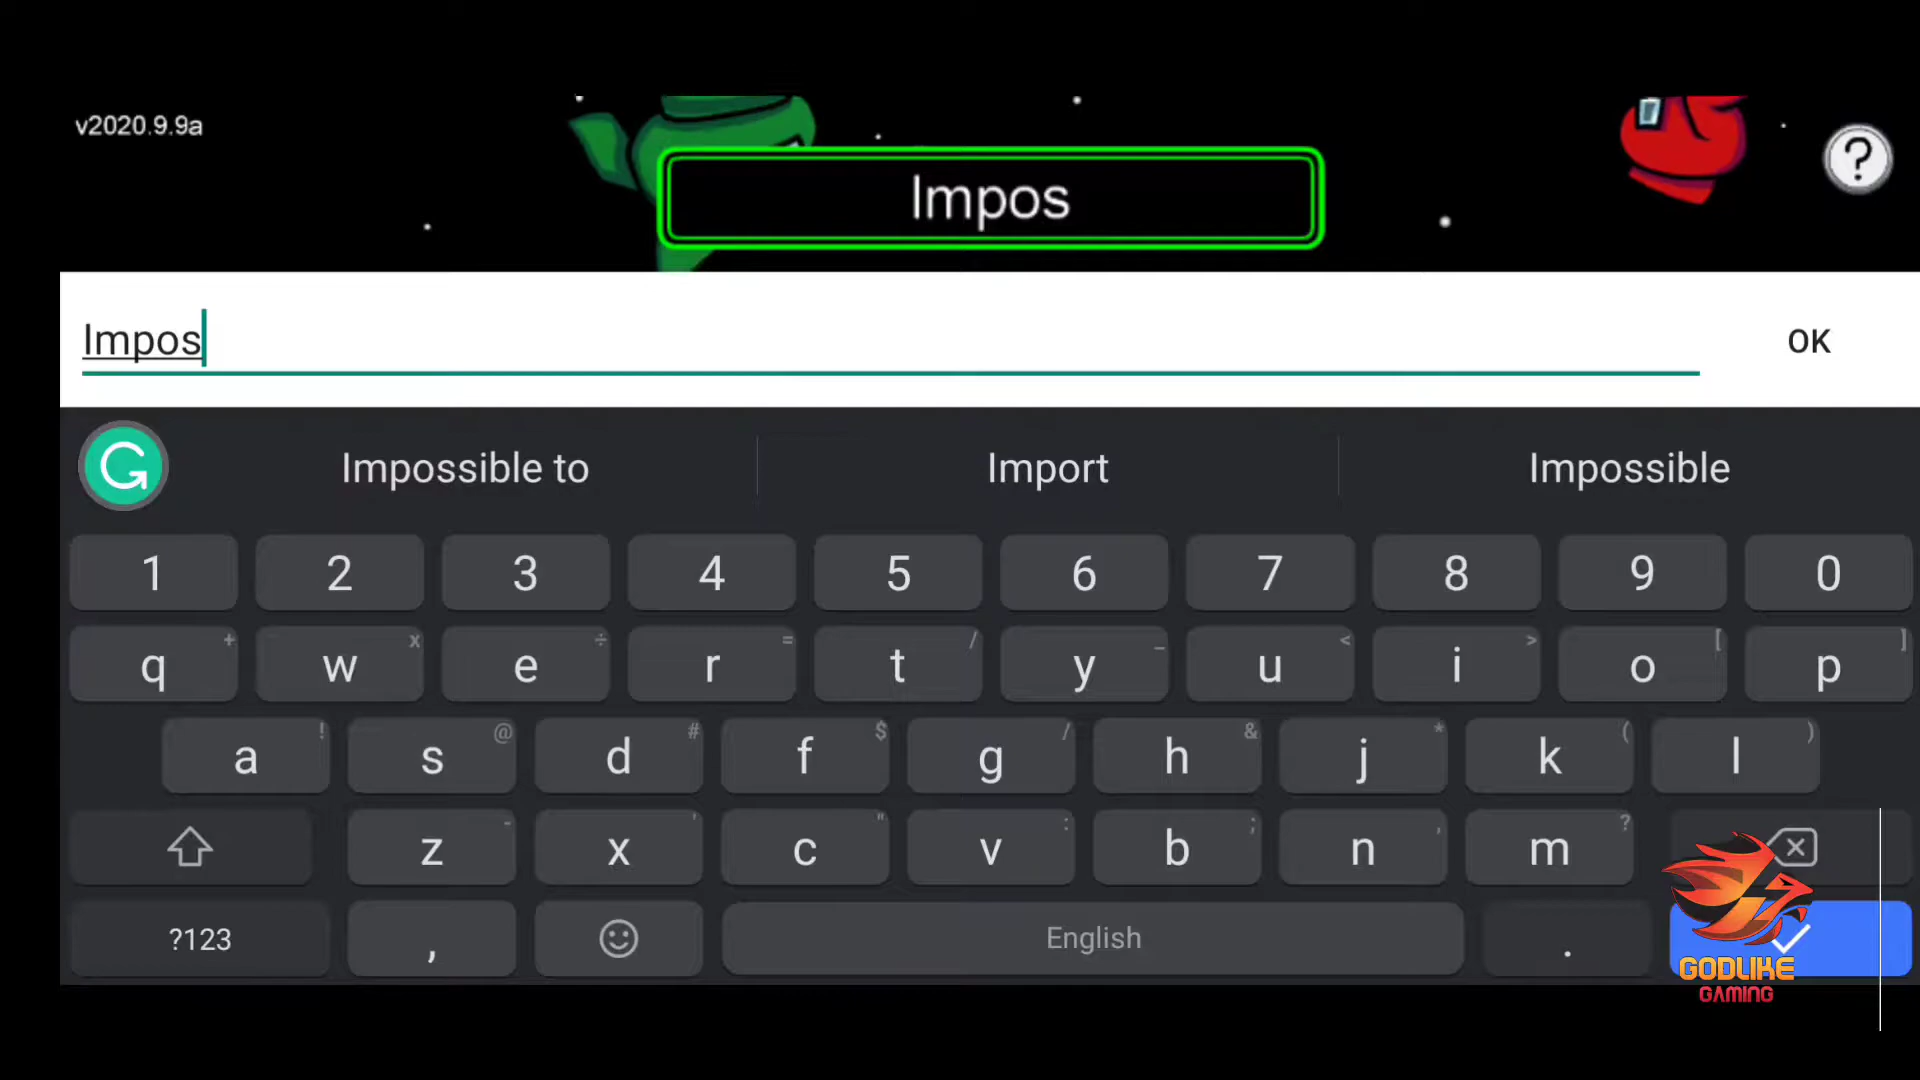 v2020.9.9a
?
Impos
Impos
OK
G
Impossible to
Import
Impossible
1 2 3 4 5 6 7 8 9 0
+ x ÷ = / _ < > [ ]
q w e r t y u i o p
! @ # $ / & * ( )
a s d f g h j k l
- ' " : ; , ?
z x c v b n m
?123 , English .
GODLIKE
GAMING